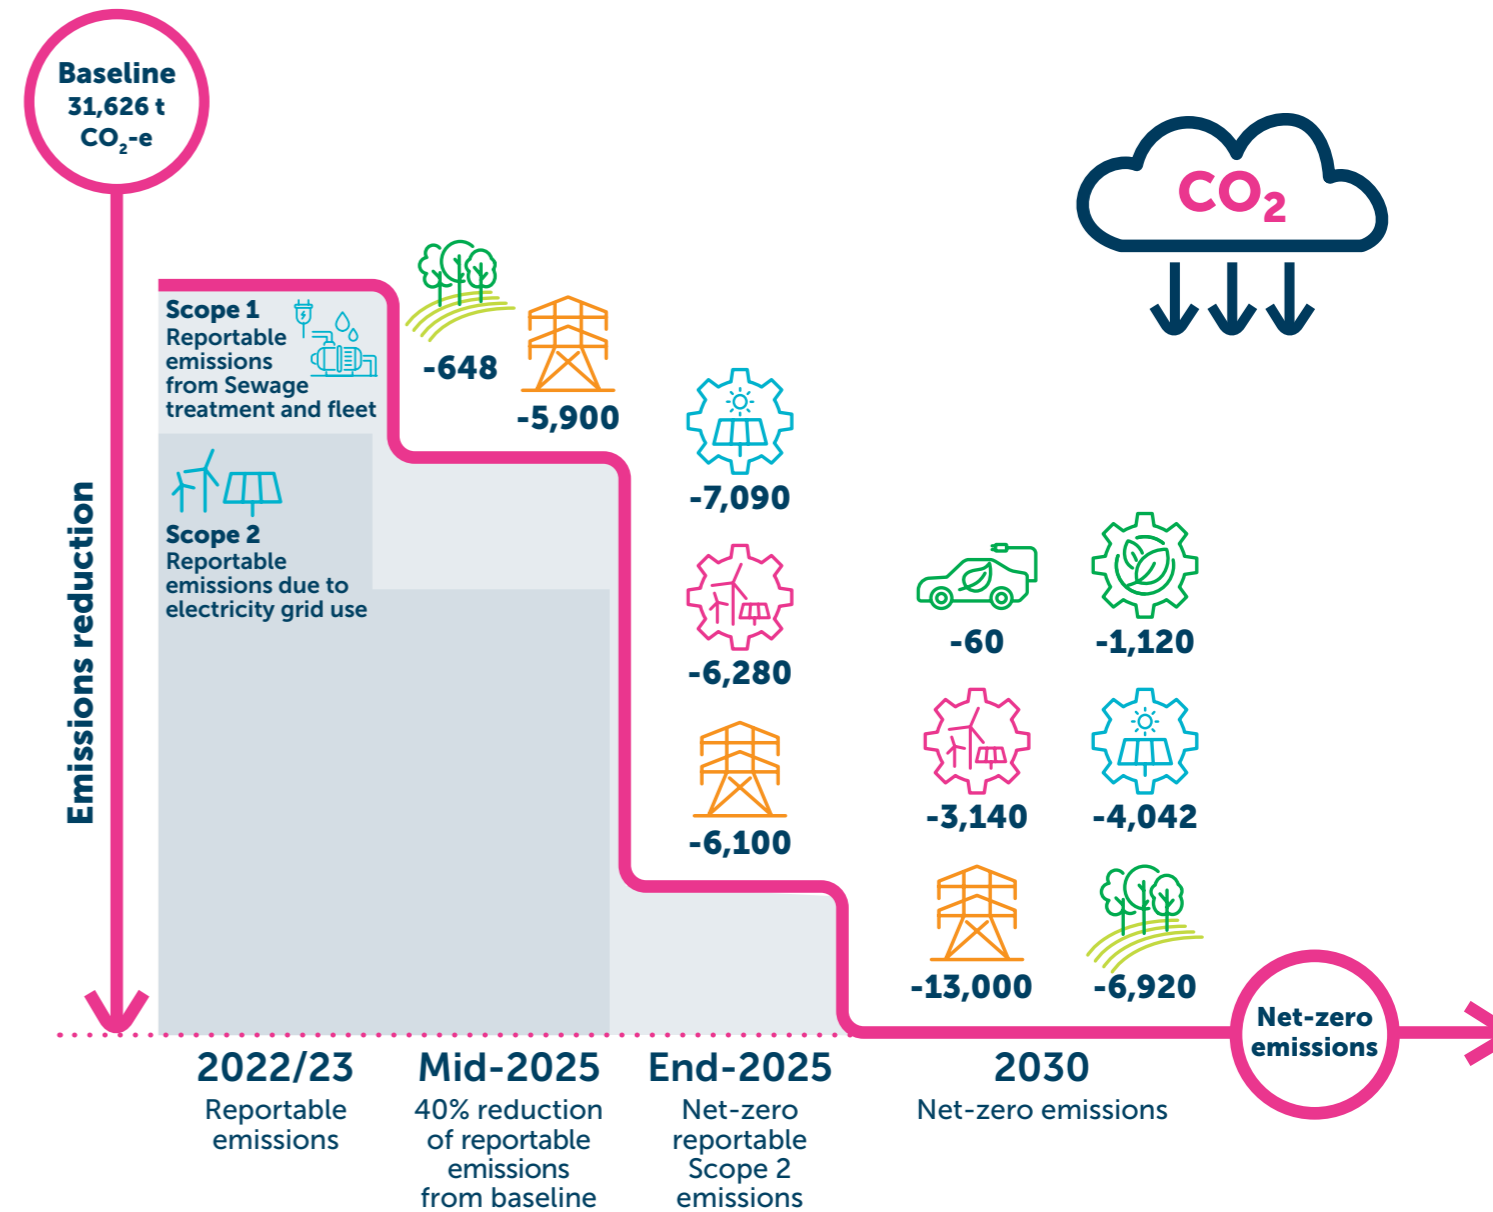 Baseline
31,626 t
CO₂-e
CO₂
Emissions reduction
Scope 1
Reportable
emissions
from Sewage
treatment and fleet
Scope 2
Reportable
emissions due to
electricity grid use
-648
-5,900
-7,090
-6,280
-6,100
-60
-1,120
-3,140
-4,042
-13,000
-6,920
Net-zero
emissions
2022/23
Reportable
emissions
Mid-2025
40% reduction
of reportable
emissions
from baseline
End-2025
Net-zero
reportable
Scope 2
emissions
2030
Net-zero emissions